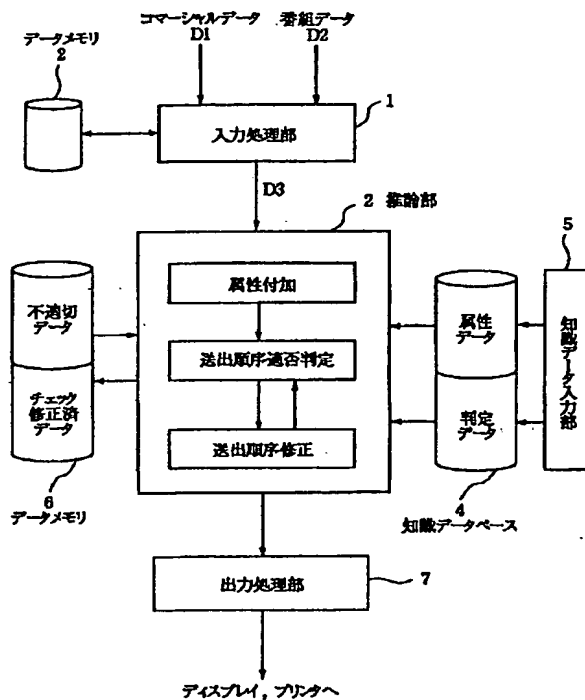 コマーシャルデータ
D1
番組データ
D2
データメモリ
2
1
入力処理部
D3
2 推論部
属性付加
送出順序適否判定
送出順序修正
不適切
データ
チェック
修正済
データ
6
データメモリ
属性
データ
判定
データ
4
知識データベース
5
知識データ入力部
出力処理部
7
ディスプレイ, プリンタへ